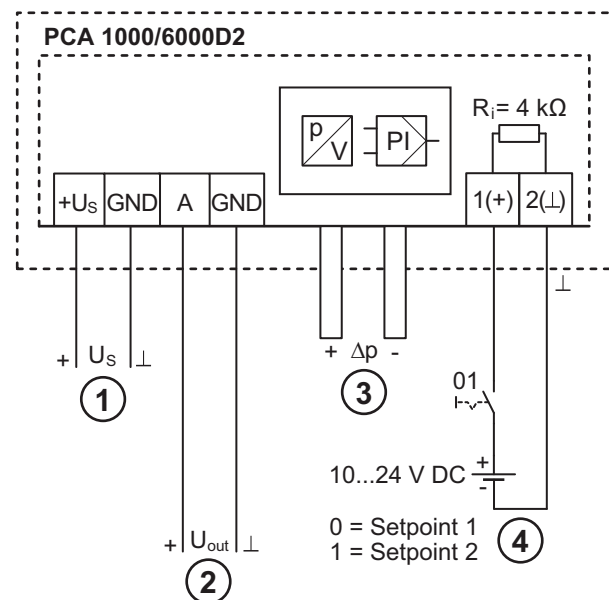 PCA 1000/6000D2
Ri= 4 kΩ
p
V
PI
+US
GND
A
GND
1(+)
2(⊥)
⊥
+ US ⊥
1
+ Δp -
3
01
10...24 V DC
+
-
0 = Setpoint 1
1 = Setpoint 2
4
+ Uout ⊥
2